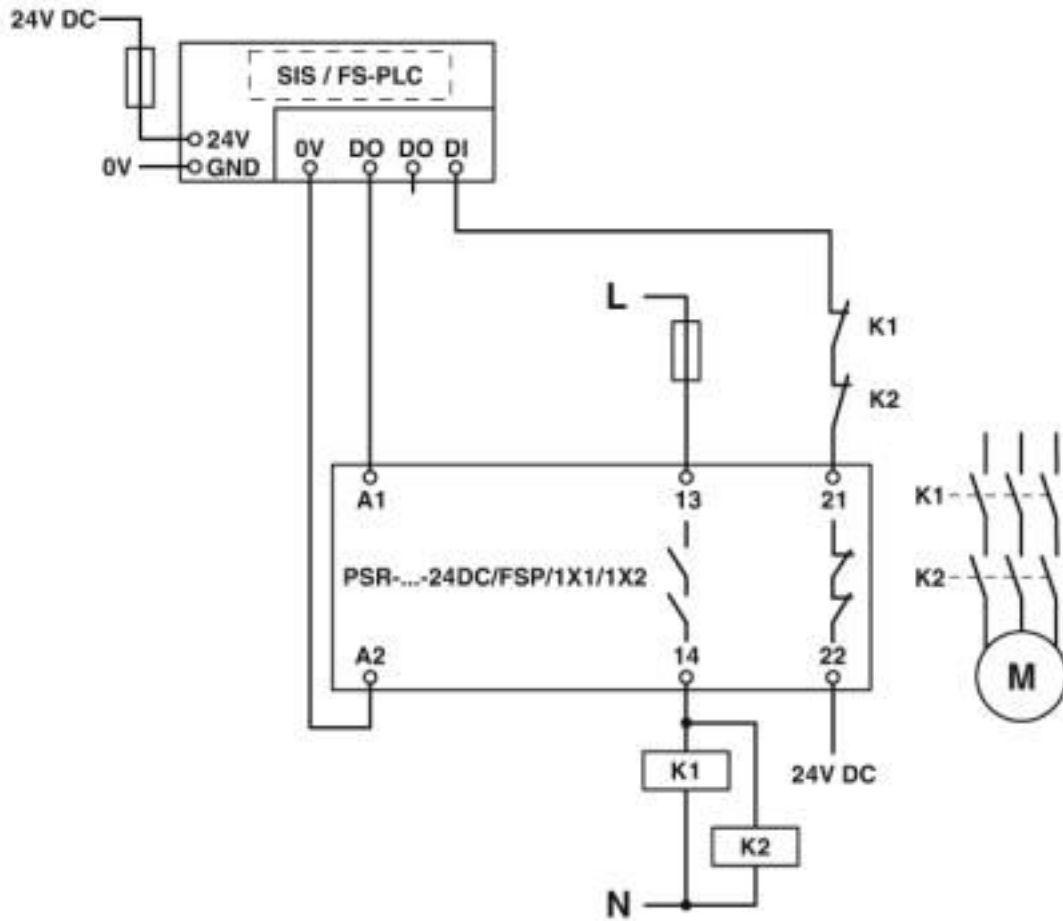 24V DC
SIS / FS-PLC
24V
0V
GND
0V DO DO DI
L
K1
K2
A1 13 21
K1
PSR-...-24DC/FSP/1X1/1X2
K2
A2 14 22
M
K1
24V DC
K2
N